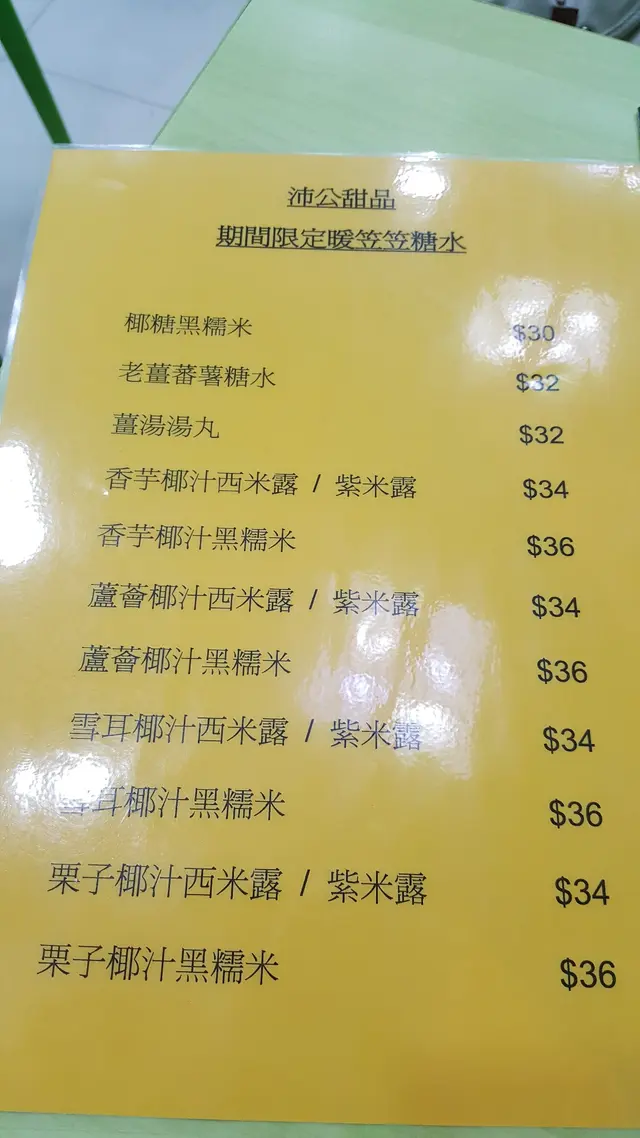 沛公甜品
期間限定暖笠笠糖水
椰糖黑糯米 $30
老薑蕃薯糖水 $32
薑湯湯丸 $32
香芋椰汁西米露 / 紫米露 $34
香芋椰汁黑糯米 $36
蘆薈椰汁西米露 / 紫米露 $34
蘆薈椰汁黑糯米 $36
雪耳椰汁西米露 / 紫米露 $34
雪耳椰汁黑糯米 $36
栗子椰汁西米露 / 紫米露 $34
栗子椰汁黑糯米 $36